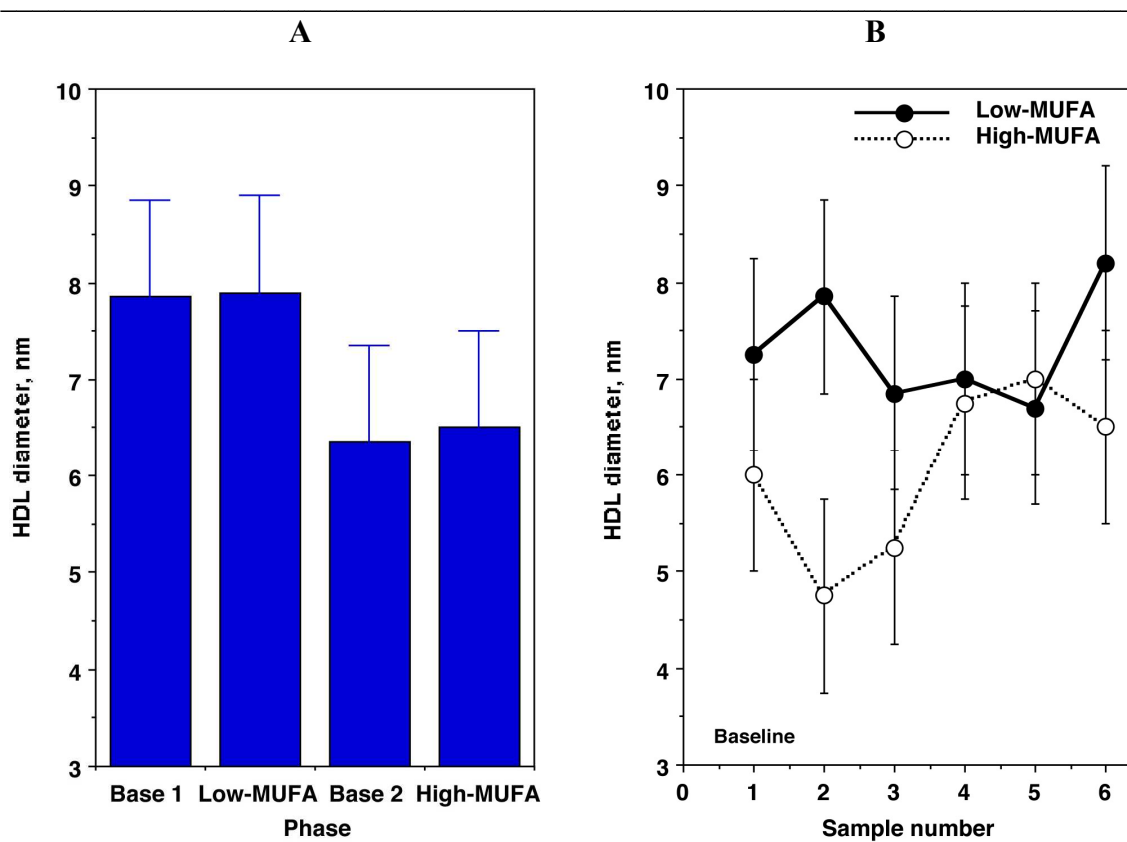 A
10
9
8
7
6
5
4
3
HDL diameter, nm
Base 1 Low-MUFA Base 2 High-MUFA
Phase
B
10
9
8
7
6
5
4
3
HDL diameter, nm
Low-MUFA
High-MUFA
Baseline
0 1 2 3 4 5 6
Sample number